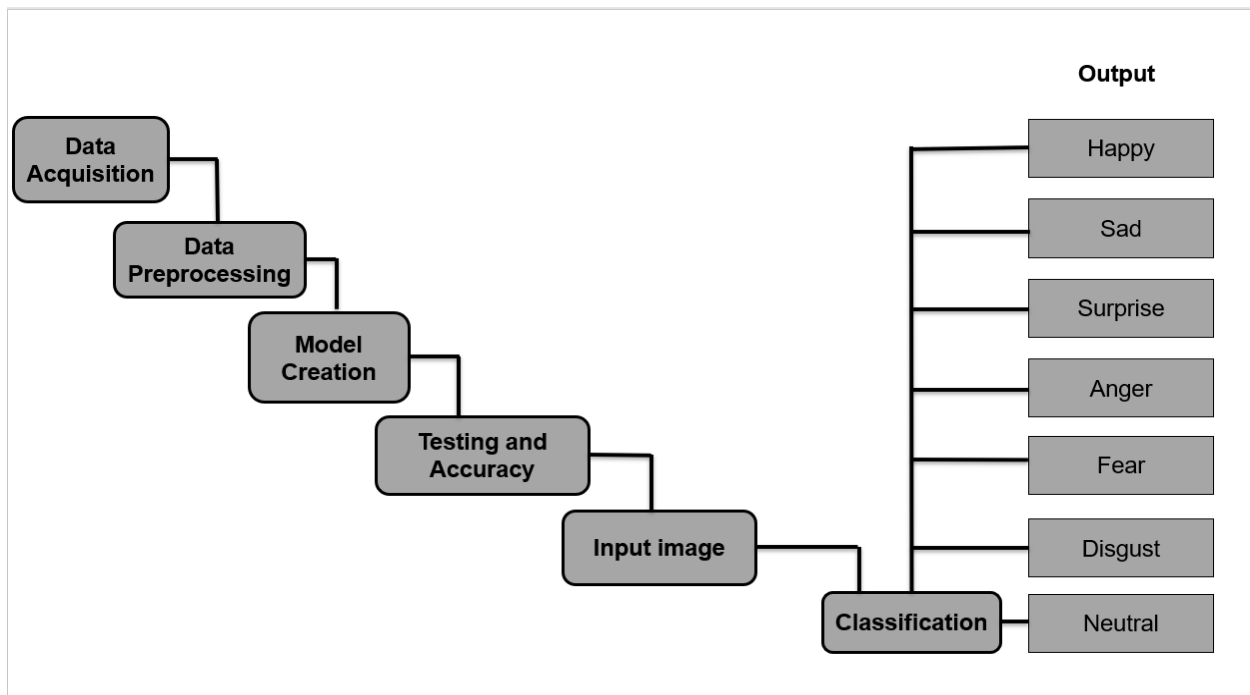 Output
Data
Acquisition
Data
Preprocessing
Model
Creation
Testing and
Accuracy
Input image
Classification
Happy
Sad
Surprise
Anger
Fear
Disgust
Neutral